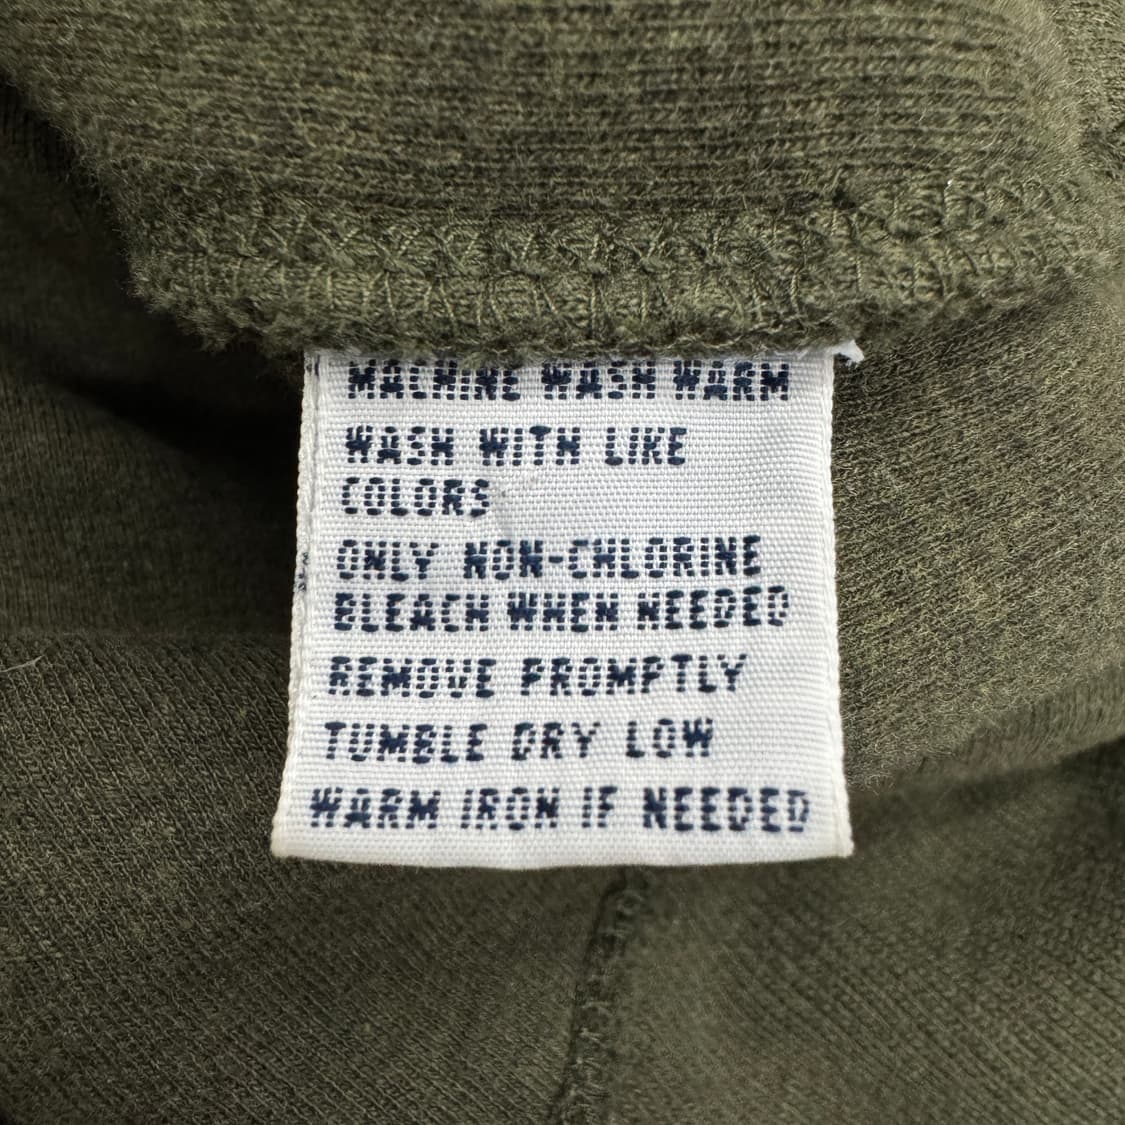 MACHINE WASH WARM
WASH WITH LIKE
COLORS
ONLY NON-CHLORINE
BLEACH WHEN NEEDED
REMOVE PROMPTLY
TUMBLE DRY LOW
WARM IRON IF NEEDED